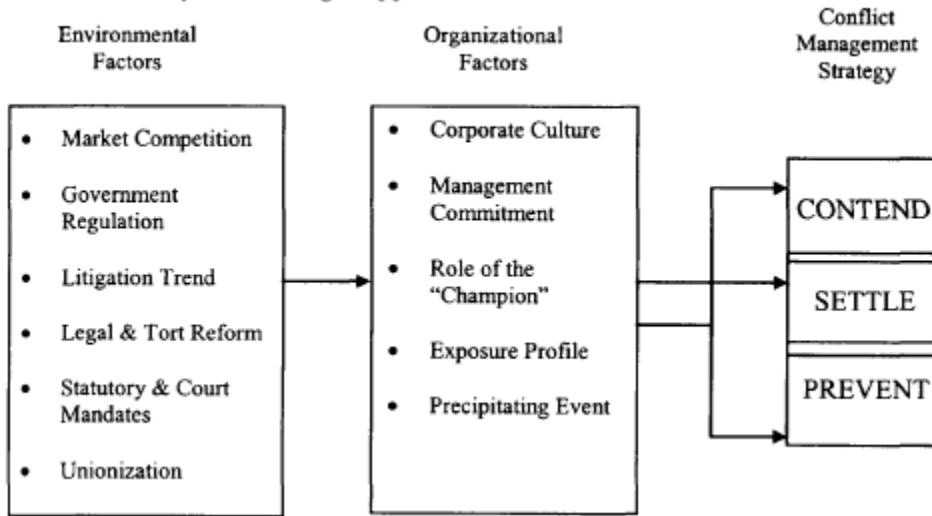 Environmental
Factors
Organizational
Factors
Conflict
Management
Strategy
• Market Competition
• Government
Regulation
• Litigation Trend
• Legal & Tort Reform
• Statutory & Court
Mandates
• Unionization
• Corporate Culture
• Management
Commitment
• Role of the
“Champion”
• Exposure Profile
• Precipitating Event
CONTEND
SETTLE
PREVENT